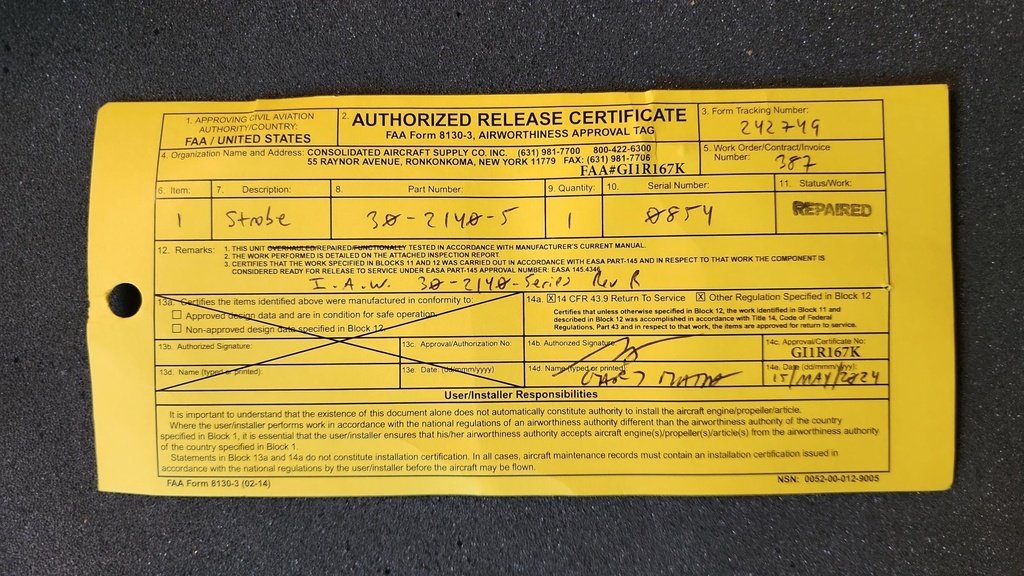 1. APPROVING CIVIL AVIATION AUTHORITY/COUNTRY:
FAA / UNITED STATES
2. AUTHORIZED RELEASE CERTIFICATE
FAA Form 8130-3, AIRWORTHINESS APPROVAL TAG
3. Form Tracking Number:
242749
4. Organization Name and Address: CONSOLIDATED AIRCRAFT SUPPLY CO. INC. (631) 981-7700 800-422-6300
55 RAYNOR AVENUE, RONKONKOMA, NEW YORK 11779 FAX: (631) 981-7706
FAA#GI1R167K
5. Work Order/Contract/Invoice
Number: 387
6. Item: 7. Description: 8. Part Number: 9. Quantity: 10. Serial Number: 11. Status/Work:
1 Strobe 30-2140-5 1 0854 REPAIRED
12. Remarks: 1. THIS UNIT OVERHAULED/REPAIRED/FUNCTIONALLY TESTED IN ACCORDANCE WITH MANUFACTURER'S CURRENT MANUAL.
2. THE WORK PERFORMED IS DETAILED ON THE ATTACHED INSPECTION REPORT.
3. CERTIFIES THAT THE WORK SPECIFIED IN BLOCKS 11 AND 12 WAS CARRIED OUT IN ACCORDANCE WITH EASA PART-145 AND IN RESPECT TO THAT WORK THE COMPONENT IS
CONSIDERED READY FOR RELEASE TO SERVICE UNDER EASA PART-145 APPROVAL NUMBER: EASA 145.4346
I.A.W. 30-2140-Series Rev R
13a. Certifies the items identified above were manufactured in conformity to:
☐ Approved design data and are in condition for safe operation.
☐ Non-approved design data specified in Block 12.
14a. ☒ 14 CFR 43.9 Return To Service ☒ Other Regulation Specified in Block 12
Certifies that unless otherwise specified in Block 12, the work identified in Block 11 and
described in Block 12 was accomplished in accordance with Title 14, Code of Federal
Regulations, Part 43 and in respect to that work, the items are approved for return to service.
13b. Authorized Signature: 13c. Approval/Authorization No: 14b. Authorized Signature: 14c. Approval/Certificate No:
GI1R167K
13d. Name (typed or printed): 13e. Date: (dd/mmm/yyyy): 14d. Name (typed or printed): 14e. Date (dd/mmm/yyyy):
15/MAY/2024
User/Installer Responsibilities
It is important to understand that the existence of this document alone does not automatically constitute authority to install the aircraft engine/propeller/article.
Where the user/installer performs work in accordance with the national regulations of an airworthiness authority different than the airworthiness authority of the country
specified in Block 1, it is essential that the user/installer ensures that his/her airworthiness authority accepts aircraft engine(s)/propeller(s)/article(s) from the airworthiness authority
of the country specified in Block 1.
Statements in Block 13a and 14a do not constitute installation certification. In all cases, aircraft maintenance records must contain an installation certification issued in
accordance with the national regulations by the user/installer before the aircraft may be flown.
FAA Form 8130-3 (02-14) NSN: 0052-00-012-9005